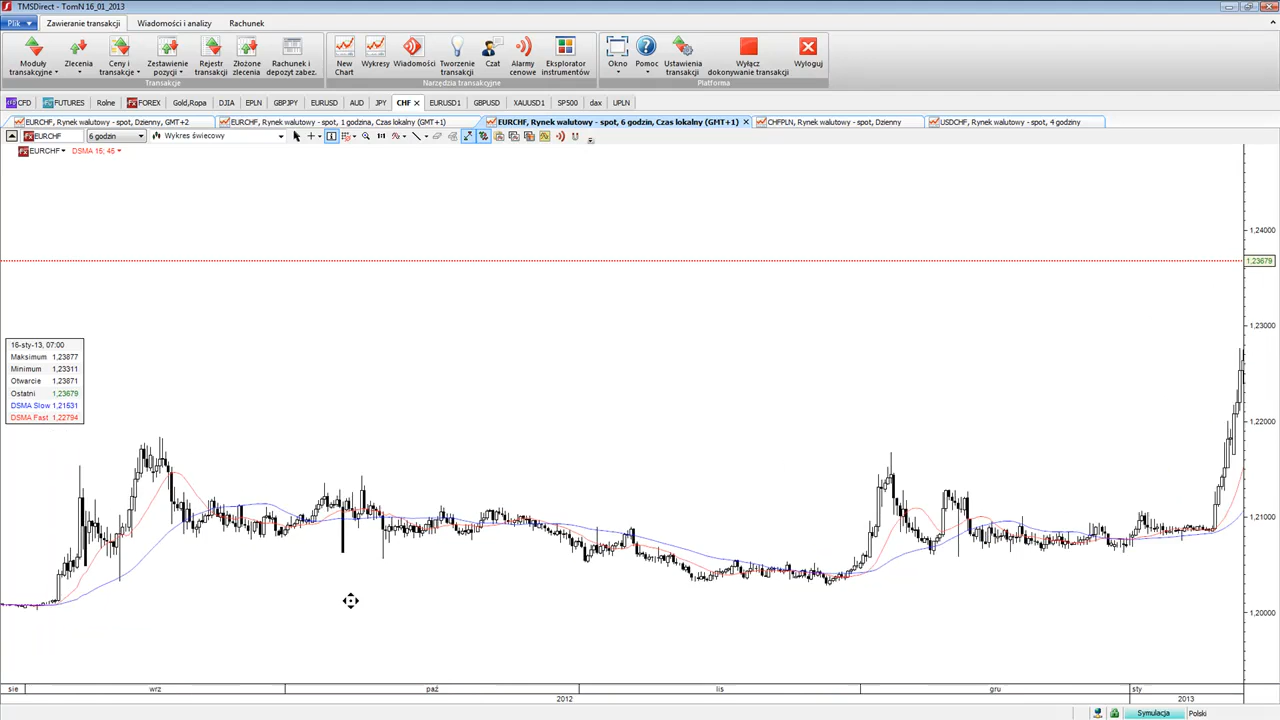 TMSDirect - TomN 16_01_2013
Plik Zawieranie transakcji Wiadomości i analizy Rachunek
Moduły transakcyjne Zlecenia Ceny i transakcje Zestawienie pozycji Rejestr transakcji Złożone zlecenia Rachunek i depozyt zabez. New Chart Wykresy Wiadomości Tworzenie transakcji Czat Alarmy cenowe Eksplorator instrumentów Okno Pomoc Ustawienia transakcji Wyłącz dokonywanie transakcji Wyloguj
Transakcje Narzędzia transakcyjne Platforma
CFD FUTURES Rolne FOREX Gold,Ropa DJIA EPLN GBPJPY EURUSD AUD JPY CHF EURUSD1 GBPUSD XAUUSD1 SP500 dax UPLN
EURCHF, Rynek walutowy - spot, Dzienny, GMT+2 EURCHF, Rynek walutowy - spot, 1 godzina, Czas lokalny (GMT+1) EURCHF, Rynek walutowy - spot, 6 godzin, Czas lokalny (GMT+1) CHFPLN, Rynek walutowy - spot, Dzienny USDCHF, Rynek walutowy - spot, 4 godziny
EURCHF 6 godzin Wykres świecowy
EURCHF DSMA 15; 45
1,24000
1,23679
1,23000
16-sty-13, 07:00
Maksimum 1,23877
Minimum 1,23311
Otwarcie 1,23871
Ostatni 1,23679
DSMA Slow 1,21531
DSMA Fast 1,22794
1,22000
1,21000
1,20000
sie wrz paź lis gru sty
2012 2013
Symulacja Polski